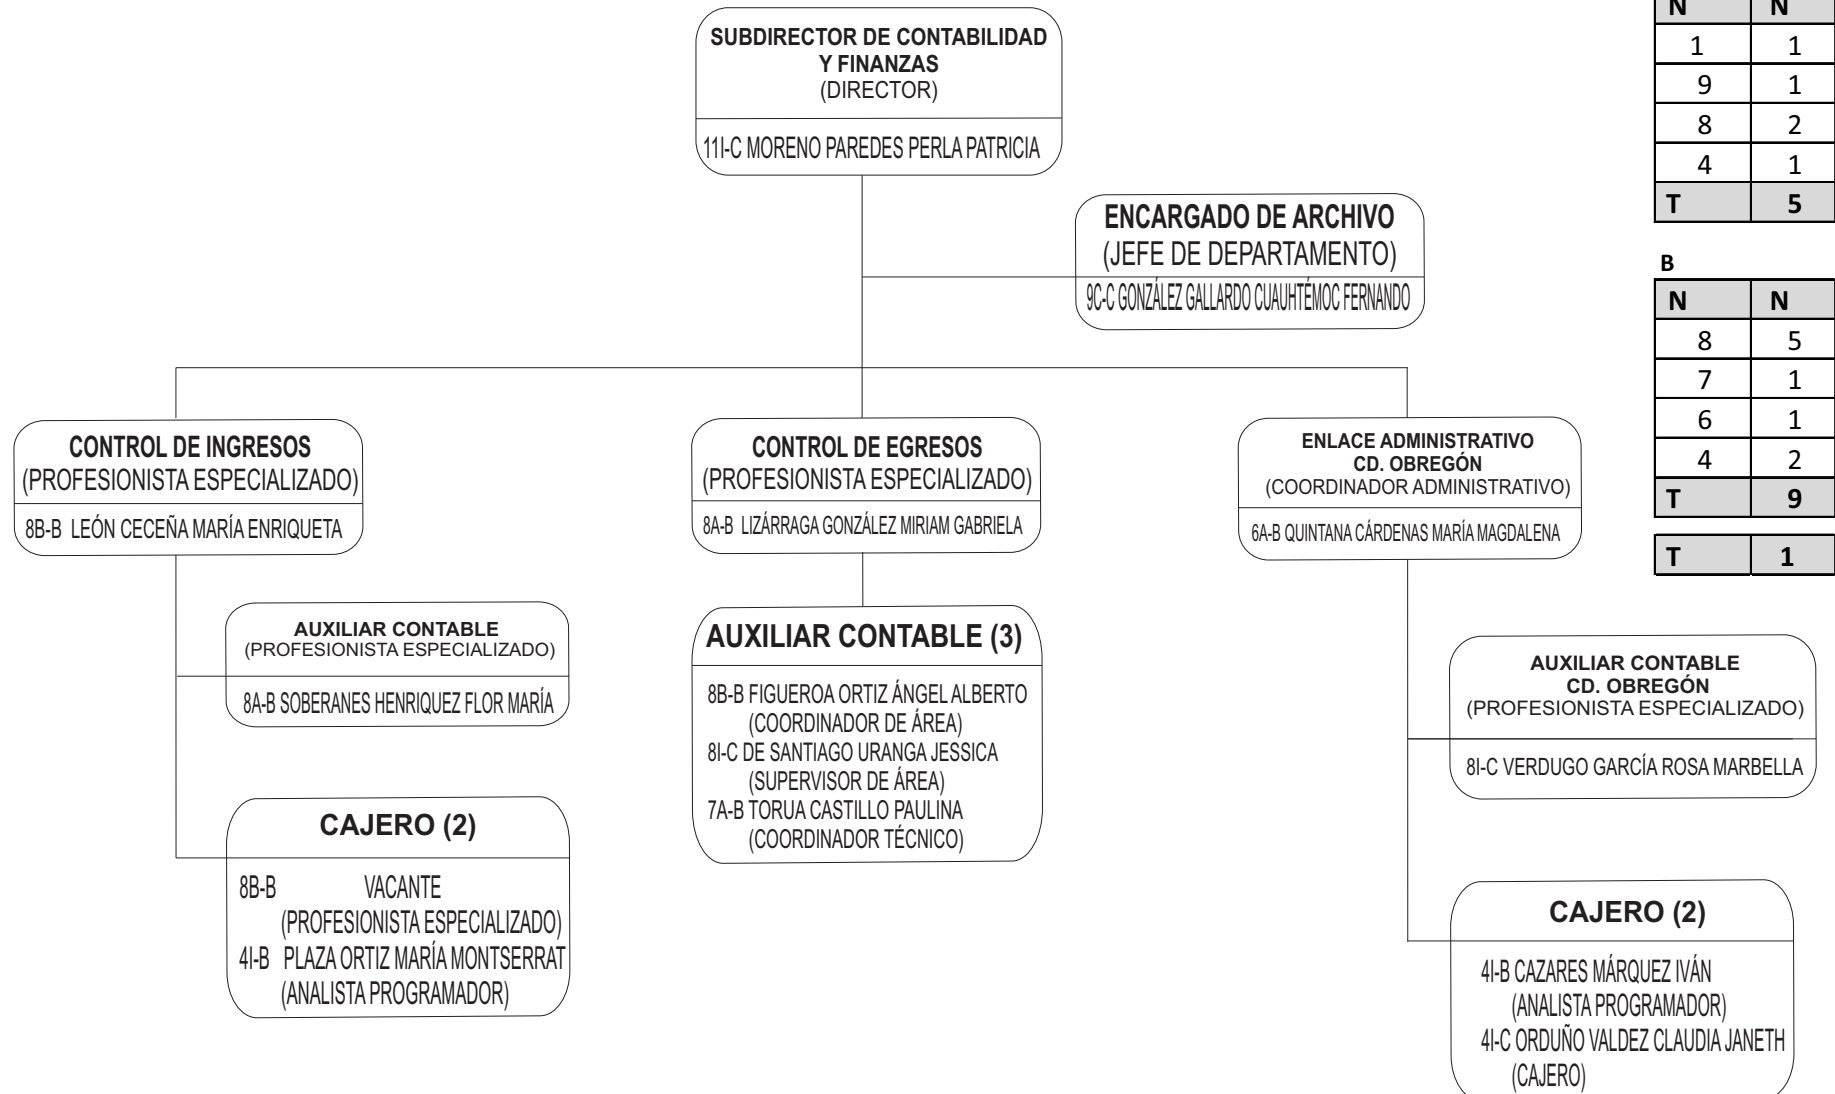 SUBDIRECTOR DE CONTABILIDAD
Y FINANZAS
(DIRECTOR)
11I-C MORENO PAREDES PERLA PATRICIA
ENCARGADO DE ARCHIVO
(JEFE DE DEPARTAMENTO)
9C-C GONZÁLEZ GALLARDO CUAUHTÉMOC FERNANDO
CONTROL DE INGRESOS
(PROFESIONISTA ESPECIALIZADO)
8B-B LEÓN CECEÑA MARÍA ENRIQUETA
AUXILIAR CONTABLE
(PROFESIONISTA ESPECIALIZADO)
8A-B SOBERANES HENRIQUEZ FLOR MARÍA
CAJERO (2)
8B-B VACANTE
(PROFESIONISTA ESPECIALIZADO)
4I-B PLAZA ORTIZ MARÍA MONTSERRAT
(ANALISTA PROGRAMADOR)
CONTROL DE EGRESOS
(PROFESIONISTA ESPECIALIZADO)
8A-B LIZÁRRAGA GONZÁLEZ MIRIAM GABRIELA
AUXILIAR CONTABLE (3)
8B-B FIGUEROA ORTIZ ÁNGEL ALBERTO
(COORDINADOR DE ÁREA)
8I-C DE SANTIAGO URANGA JESSICA
(SUPERVISOR DE ÁREA)
7A-B TORUA CASTILLO PAULINA
(COORDINADOR TÉCNICO)
ENLACE ADMINISTRATIVO
CD. OBREGÓN
(COORDINADOR ADMINISTRATIVO)
6A-B QUINTANA CÁRDENAS MARÍA MAGDALENA
AUXILIAR CONTABLE
CD. OBREGÓN
(PROFESIONISTA ESPECIALIZADO)
8I-C VERDUGO GARCÍA ROSA MARBELLA
CAJERO (2)
4I-B CAZARES MÁRQUEZ IVÁN
(ANALISTA PROGRAMADOR)
4I-C ORDUÑO VALDEZ CLAUDIA JANETH
(CAJERO)
N N
1 1
9 1
8 2
4 1
T 5
B
N N
8 5
7 1
6 1
4 2
T 9
T 1